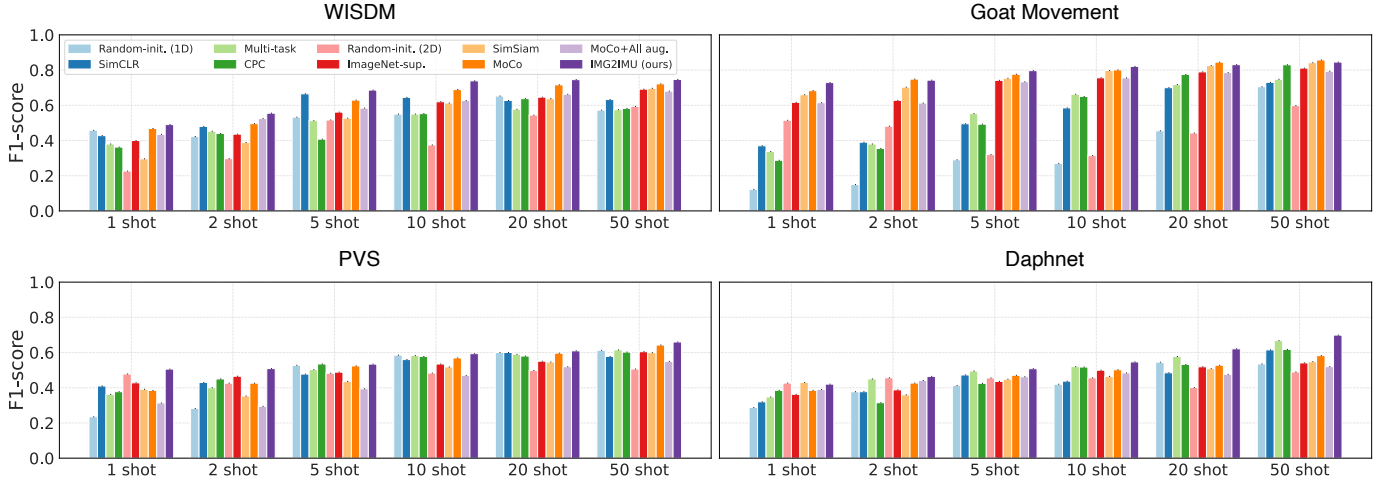 WISDM
Goat Movement
F1-score
1.0
0.8
0.6
0.4
0.2
0.0
Random-init. (1D)
SimCLR
Multi-task
CPC
Random-init. (2D)
ImageNet-sup.
SimSiam
MoCo
MoCo+All aug.
IMG2IMU (ours)
1 shot
2 shot
5 shot
10 shot
20 shot
50 shot
1 shot
2 shot
5 shot
10 shot
20 shot
50 shot
PVS
Daphnet
F1-score
1.0
0.8
0.6
0.4
0.2
0.0
1 shot
2 shot
5 shot
10 shot
20 shot
50 shot
1 shot
2 shot
5 shot
10 shot
20 shot
50 shot